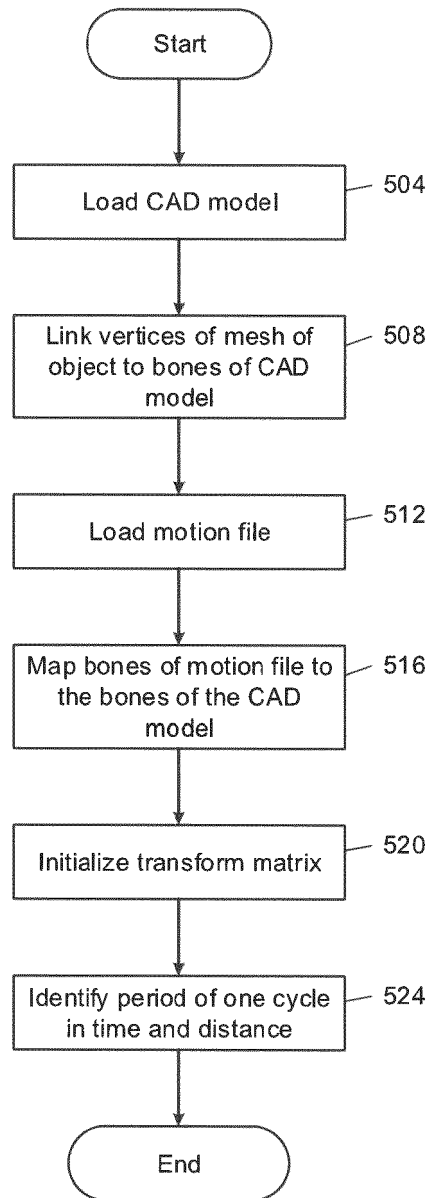 Start
Load CAD model
504
Link vertices of mesh of
object to bones of CAD
model
508
Load motion file
512
Map bones of motion file to
the bones of the CAD
model
516
Initialize transform matrix
520
Identify period of one cycle
in time and distance
524
End